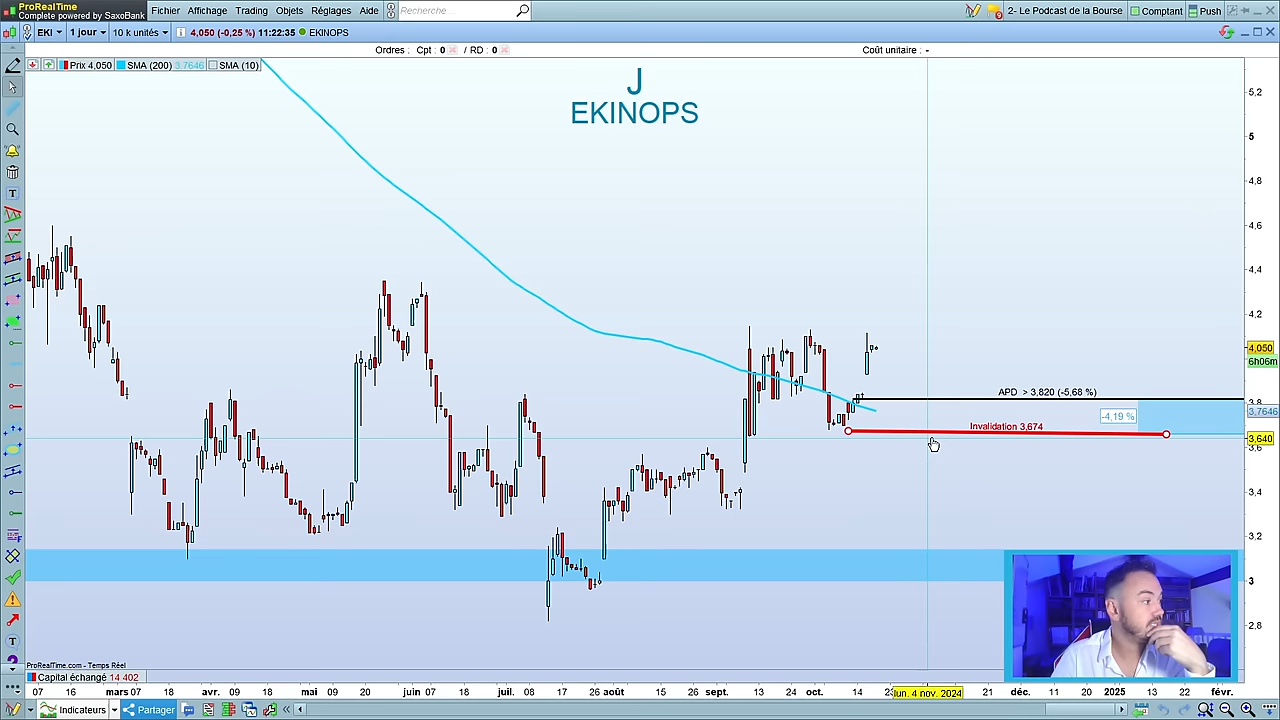 ProRealTime
Complete powered by SaxoBank
Fichier Affichage Trading Objets Réglages Aide Recherche 2- Le Podcast de la Bourse Comptant Push
EKI 1 jour 10 k unités i 4,050 (-0,25 %) 11:22:35 EKINOPS
Ordres : Cpt : 0 / RD : 0 Coût unitaire : -
Prix 4,050 SMA (200) 3.7646 SMA (10)
J
EKINOPS
5,2
5
4,8
4,6
4,4
4,2
4,050
6h06m
APD > 3,820 (-5,68 %)
3,8
3,7646
-4,19 %
Invalidation 3,674
3,640
3,6
3,4
3,2
3
2,8
ProRealTime.com - Temps Réel
Capital échangé 14 402
07 16 mars 07 18 avr. 09 18 mai 09 20 juin 07 18 juil. 08 17 26 août 15 26 sept. 13 24 oct. 14 lun. 4 nov. 2024 21 déc. 11 20 2025 13 22 févr.
Indicateurs Partager